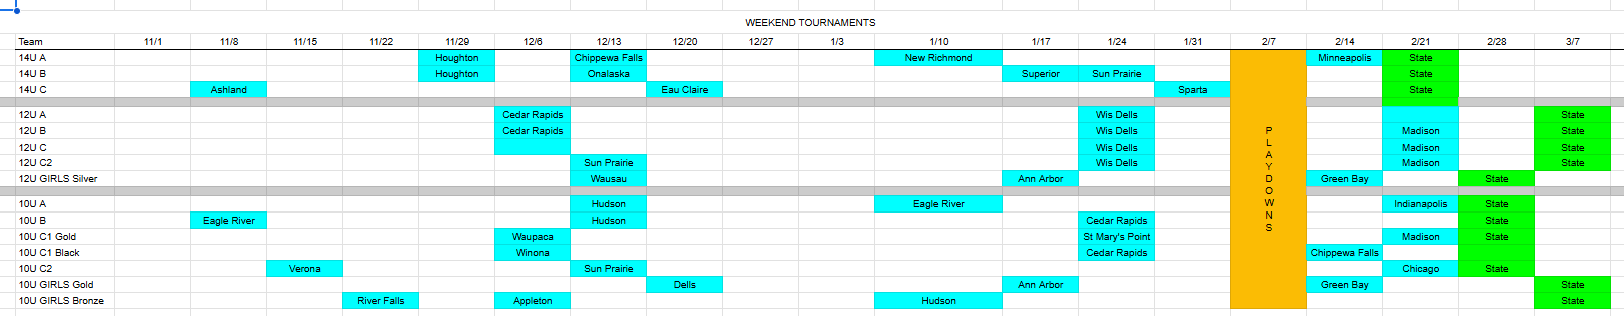 WEEKEND TOURNAMENTS
Team 11/1 11/8 11/15 11/22 11/29 12/6 12/13 12/20 12/27 1/3 1/10 1/17 1/24 1/31 2/7 2/14 2/21 2/28 3/7
14U A Houghton Chippewa Falls New Richmond Minneapolis State
14U B Houghton Onalaska Superior Sun Prairie State
14U C Ashland Eau Claire Sparta State
12U A Cedar Rapids Wis Dells State
12U B Cedar Rapids Wis Dells Madison State
12U C Wis Dells Madison State
12U C2 Sun Prairie Wis Dells Madison State
12U GIRLS Silver Wausau Ann Arbor Green Bay State
10U A Hudson Eagle River Indianapolis State
10U B Eagle River Hudson Cedar Rapids State
10U C1 Gold Waupaca St Mary's Point Madison State
10U C1 Black Winona Cedar Rapids Chippewa Falls
10U C2 Verona Sun Prairie Chicago State
10U GIRLS Gold Dells Ann Arbor Green Bay State
10U GIRLS Bronze River Falls Appleton Hudson State
PLAYDOWNS